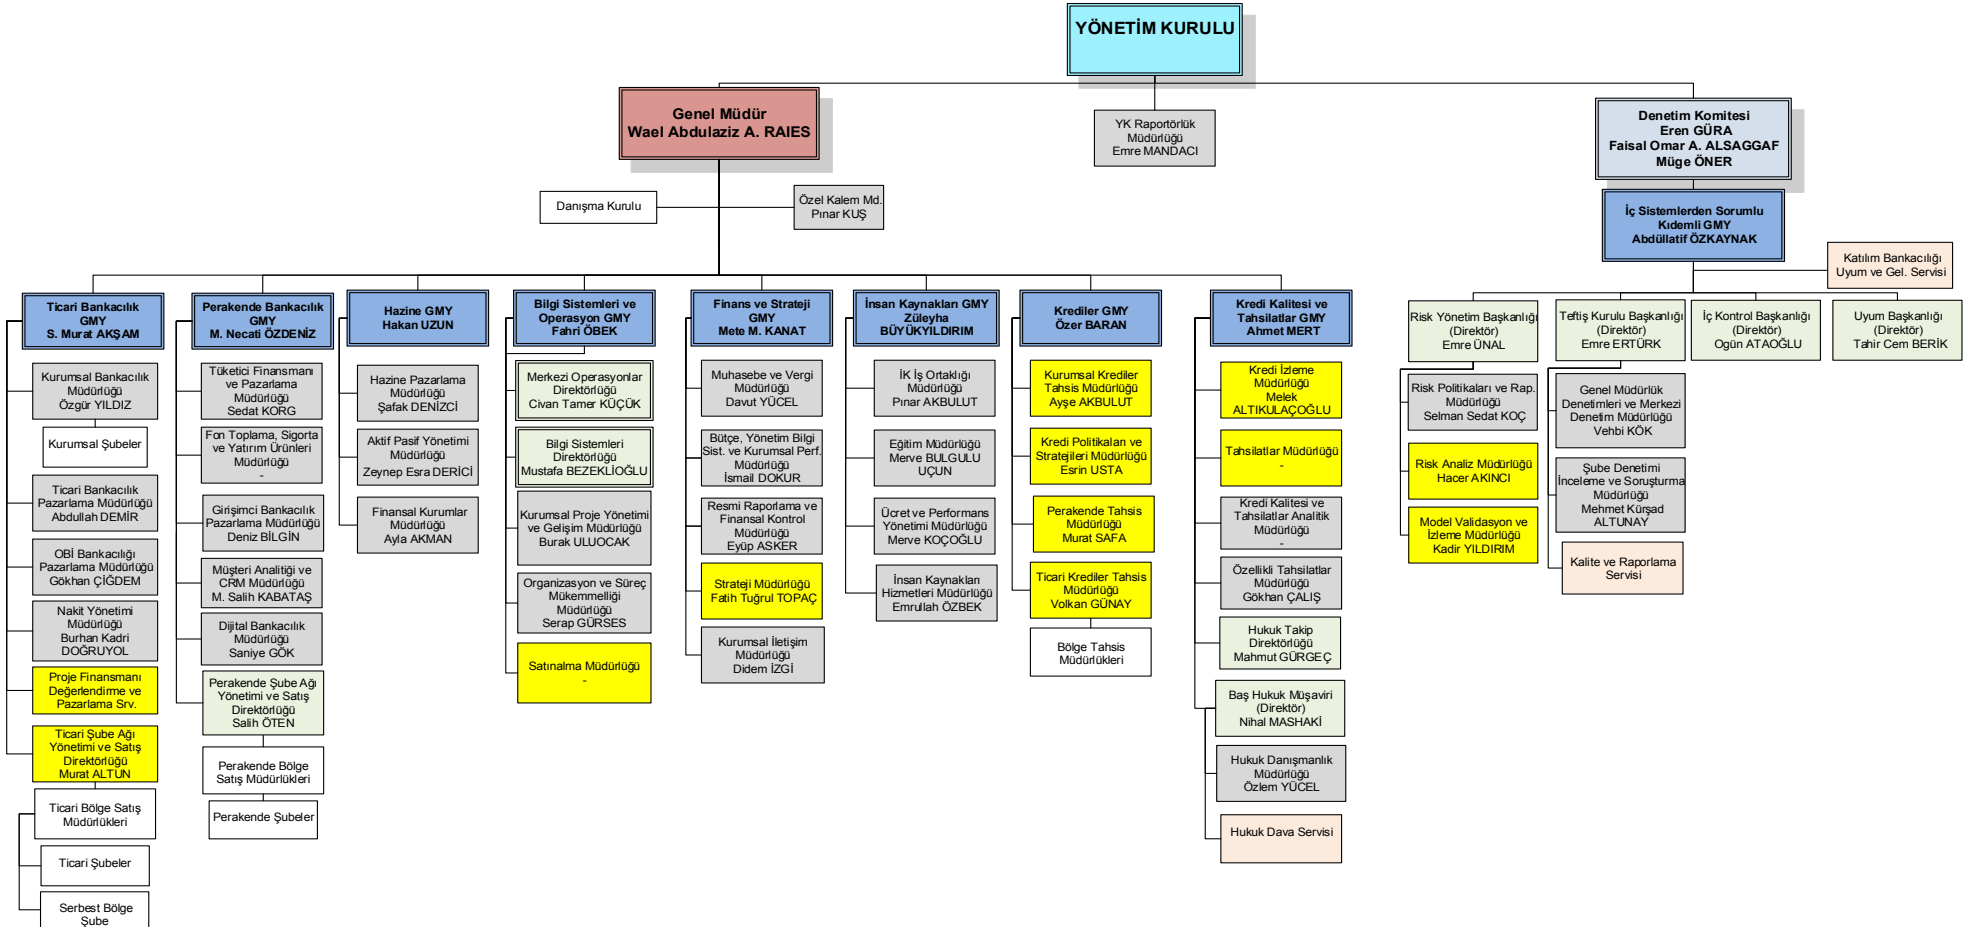 YÖNETİM KURULU
Genel Müdür
Wael Abdulaziz A. RAIES
YK Raportörlük
Müdürlüğü
Emre MANDACI
Denetim Komitesi
Eren GÜRA
Faisal Omar A. ALSAGGAF
Müge ÖNER
Danışma Kurulu
Özel Kalem Md.
Pınar KUŞ
İç Sistemlerden Sorumlu
Kıdemli GMY
Abdüllatif ÖZKAYNAK
Katılım Bankacılığı
Uyum ve Gel. Servisi
Ticari Bankacılık
GMY
S. Murat AKŞAM
Kurumsal Bankacılık
Müdürlüğü
Özgür YILDIZ
Kurumsal Şubeler
Ticari Bankacılık
Pazarlama Müdürlüğü
Abdullah DEMİR
OBİ Bankacılığı
Pazarlama Müdürlüğü
Gökhan ÇİĞDEM
Nakit Yönetimi
Müdürlüğü
Burhan Kadri
DOĞRUYOL
Proje Finansmanı
Değerlendirme ve
Pazarlama Srv.
Ticari Şube Ağı
Yönetimi ve Satış
Direktörlüğü
Murat ALTUN
Ticari Bölge Satış
Müdürlükleri
Ticari Şubeler
Serbest Bölge
Şube
Perakende Bankacılık
GMY
M. Necati ÖZDENİZ
Tüketici Finansmanı
ve Pazarlama
Müdürlüğü
Sedat KORG
Fon Toplama, Sigorta
ve Yatırım Ürünleri
Müdürlüğü
-
Girişimci Bankacılık
Pazarlama Müdürlüğü
Deniz BİLGİN
Müşteri Analitiği ve
CRM Müdürlüğü
M. Salih KABATAŞ
Dijital Bankacılık
Müdürlüğü
Saniye GÖK
Perakende Şube Ağı
Yönetimi ve Satış
Direktörlüğü
Salih ÖTEN
Perakende Bölge
Satış Müdürlükleri
Perakende Şubeler
Hazine GMY
Hakan UZUN
Hazine Pazarlama
Müdürlüğü
Şafak DENİZCİ
Aktif Pasif Yönetimi
Müdürlüğü
Zeynep Esra DERİCİ
Finansal Kurumlar
Müdürlüğü
Ayla AKMAN
Bilgi Sistemleri ve
Operasyon GMY
Fahri ÖBEK
Merkezi Operasyonlar
Direktörlüğü
Civan Tamer KÜÇÜK
Bilgi Sistemleri
Direktörlüğü
Mustafa BEZEKLİOĞLU
Kurumsal Proje Yönetimi
ve Gelişim Müdürlüğü
Burak ULUOCAK
Organizasyon ve Süreç
Mükemmelliği
Müdürlüğü
Serap GÜRSES
Satınalma Müdürlüğü
-
Finans ve Strateji
GMY
Mete M. KANAT
Muhasebe ve Vergi
Müdürlüğü
Davut YÜCEL
Bütçe, Yönetim Bilgi
Sist. ve Kurumsal Perf.
Müdürlüğü
İsmail DOKUR
Resmi Raporlama ve
Finansal Kontrol
Müdürlüğü
Eyüp ASKER
Strateji Müdürlüğü
Fatih Tuğrul TOPAÇ
Kurumsal İletişim
Müdürlüğü
Didem İZGİ
İnsan Kaynakları GMY
Züleyha
BÜYÜKYILDIRIM
İK İş Ortaklığı
Müdürlüğü
Pınar AKBULUT
Eğitim Müdürlüğü
Merve BULGULU
UÇUN
Ücret ve Performans
Yönetimi Müdürlüğü
Merve KOÇOĞLU
İnsan Kaynakları
Hizmetleri Müdürlüğü
Emrullah ÖZBEK
Krediler GMY
Özer BARAN
Kurumsal Krediler
Tahsis Müdürlüğü
Ayşe AKBULUT
Kredi Politikaları ve
Stratejileri Müdürlüğü
Esrin USTA
Perakende Tahsis
Müdürlüğü
Murat SAFA
Ticari Krediler Tahsis
Müdürlüğü
Volkan GÜNAY
Bölge Tahsis
Müdürlükleri
Kredi Kalitesi ve
Tahsilatlar GMY
Ahmet MERT
Kredi İzleme
Müdürlüğü
Melek
ALTIKULAÇOĞLU
Tahsilatlar Müdürlüğü
-
Kredi Kalitesi ve
Tahsilatlar Analitik
Müdürlüğü
-
Özellikli Tahsilatlar
Müdürlüğü
Gökhan ÇALIŞ
Hukuk Takip
Direktörlüğü
Mahmut GÜRGEÇ
Baş Hukuk Müşaviri
(Direktör)
Nihal MASHAKİ
Hukuk Danışmanlık
Müdürlüğü
Özlem YÜCEL
Hukuk Dava Servisi
Risk Yönetim Başkanlığı
(Direktör)
Emre ÜNAL
Risk Politikaları ve Rap.
Müdürlüğü
Selman Sedat KOÇ
Risk Analiz Müdürlüğü
Hacer AKINCI
Model Validasyon ve
İzleme Müdürlüğü
Kadir YILDIRIM
Teftiş Kurulu Başkanlığı
(Direktör)
Emre ERTÜRK
Genel Müdürlük
Denetimleri ve Merkezi
Denetim Müdürlüğü
Vehbi KÖK
Şube Denetimi
İnceleme ve Soruşturma
Müdürlüğü
Mehmet Kürşad
ALTUNAY
Kalite ve Raporlama
Servisi
İç Kontrol Başkanlığı
(Direktör)
Ogün ATAOĞLU
Uyum Başkanlığı
(Direktör)
Tahir Cem BERİK